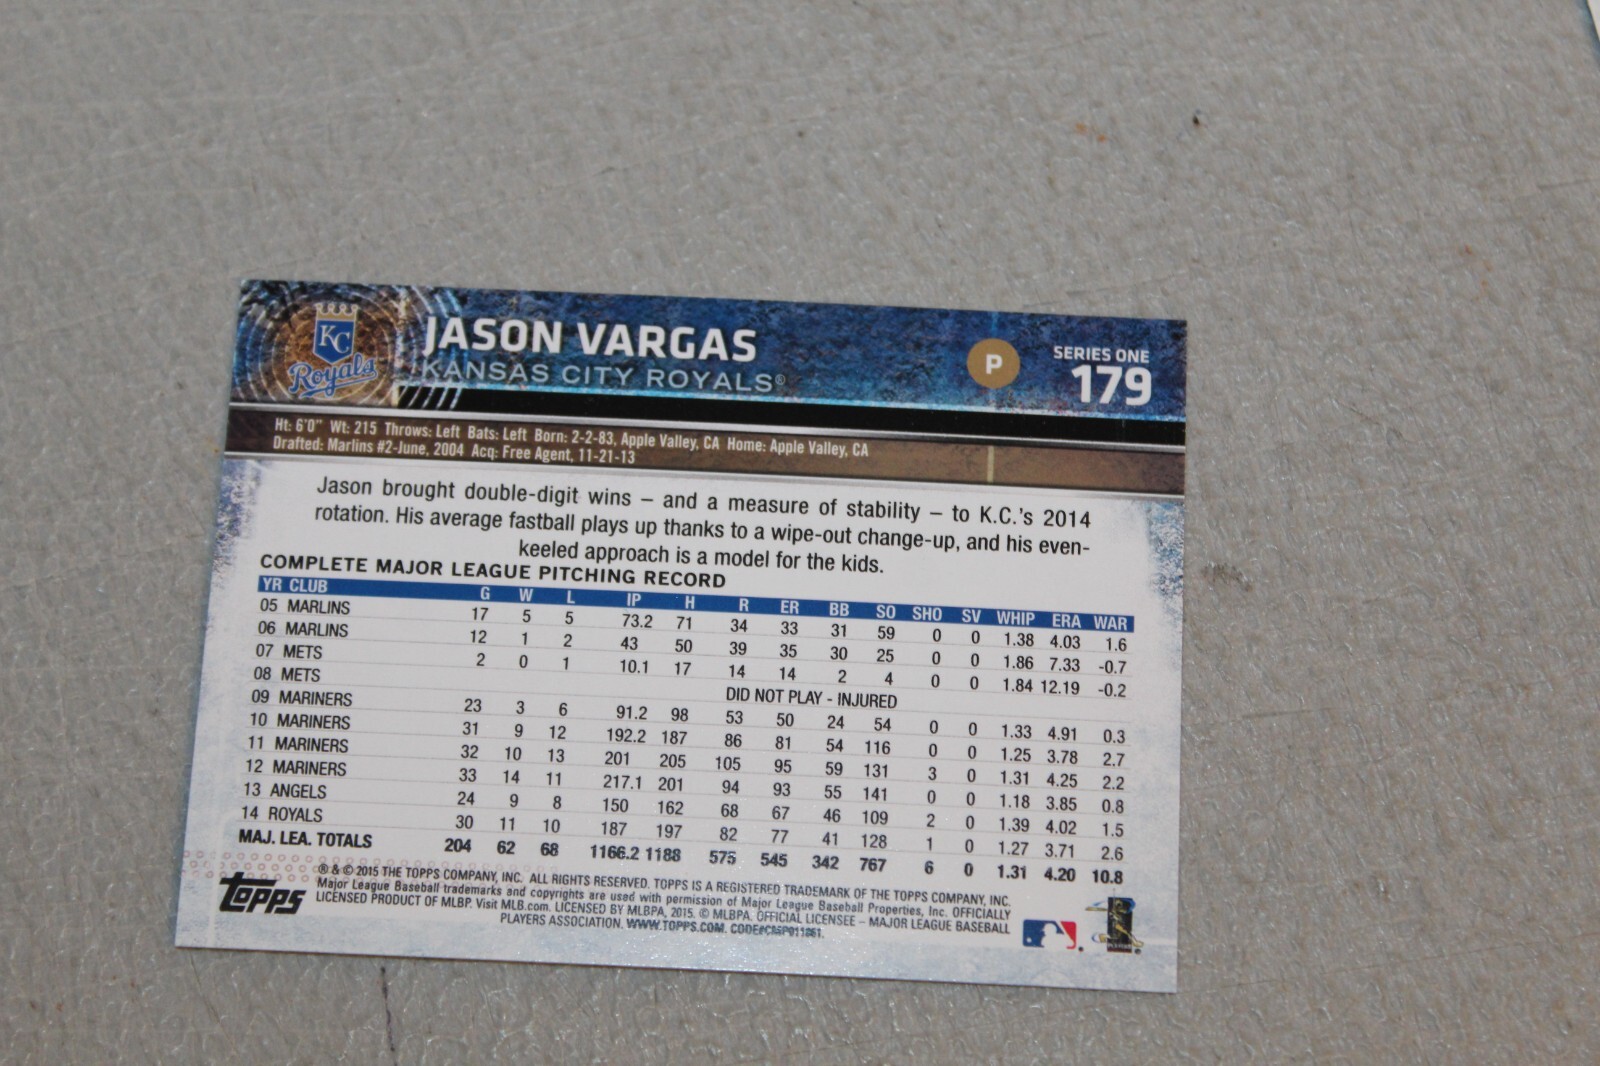 KC
Royals
JASON VARGAS
KANSAS CITY ROYALS®
P
SERIES ONE
179
Ht: 6'0" Wt: 215 Throws: Left Bats: Left Born: 2-2-83, Apple Valley, CA Home: Apple Valley, CA
Drafted: Marlins #2-June, 2004 Acq: Free Agent, 11-21-13
Jason brought double-digit wins – and a measure of stability – to K.C.'s 2014
rotation. His average fastball plays up thanks to a wipe-out change-up, and his even-
keeled approach is a model for the kids.
COMPLETE MAJOR LEAGUE PITCHING RECORD
YR CLUB G W L IP H R ER BB SO SHO SV WHIP ERA WAR
05 MARLINS 17 5 5 73.2 71 34 33 31 59 0 0 1.38 4.03 1.6
06 MARLINS 12 1 2 43 50 39 35 30 25 0 0 1.86 7.33 -0.7
07 METS 2 0 1 10.1 17 14 14 2 4 0 0 1.84 12.19 -0.2
08 METS DID NOT PLAY - INJURED
09 MARINERS 23 3 6 91.2 98 53 50 24 54 0 0 1.33 4.91 0.3
10 MARINERS 31 9 12 192.2 187 86 81 54 116 0 0 1.25 3.78 2.7
11 MARINERS 32 10 13 201 205 105 95 59 131 3 0 1.31 4.25 2.2
12 MARINERS 33 14 11 217.1 201 94 93 55 141 0 0 1.18 3.85 0.8
13 ANGELS 24 9 8 150 162 68 67 46 109 2 0 1.39 4.02 1.5
14 ROYALS 30 11 10 187 197 82 77 41 128 1 0 1.27 3.71 2.6
MAJ. LEA. TOTALS 204 62 68 1166.2 1188 575 545 342 767 6 0 1.31 4.20 10.8
Topps
® & © 2015 THE TOPPS COMPANY, INC. ALL RIGHTS RESERVED. TOPPS IS A REGISTERED TRADEMARK OF THE TOPPS COMPANY, INC.
Major League Baseball trademarks and copyrights are used with permission of Major League Baseball Properties, Inc. OFFICIALLY
LICENSED PRODUCT OF MLBP. Visit MLB.com. LICENSED BY MLBPA, 2015. © MLBPA. OFFICIAL LICENSEE – MAJOR LEAGUE BASEBALL
PLAYERS ASSOCIATION. WWW.TOPPS.COM.